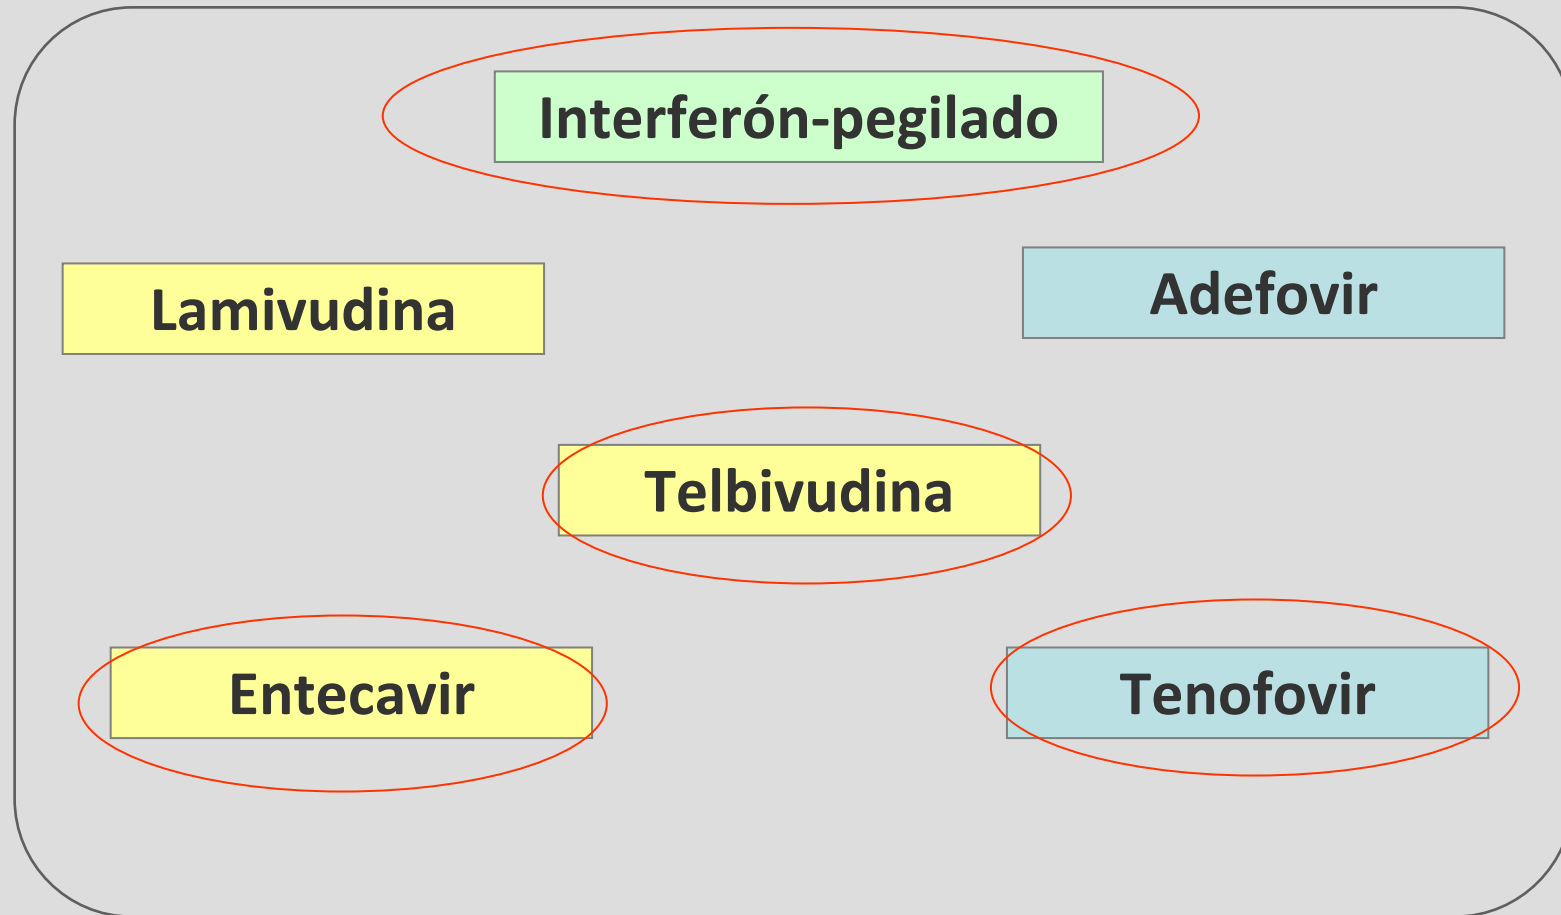 Interferón-pegilado
Lamivudina
Adefovir
Telbivudina
Entecavir
Tenofovir